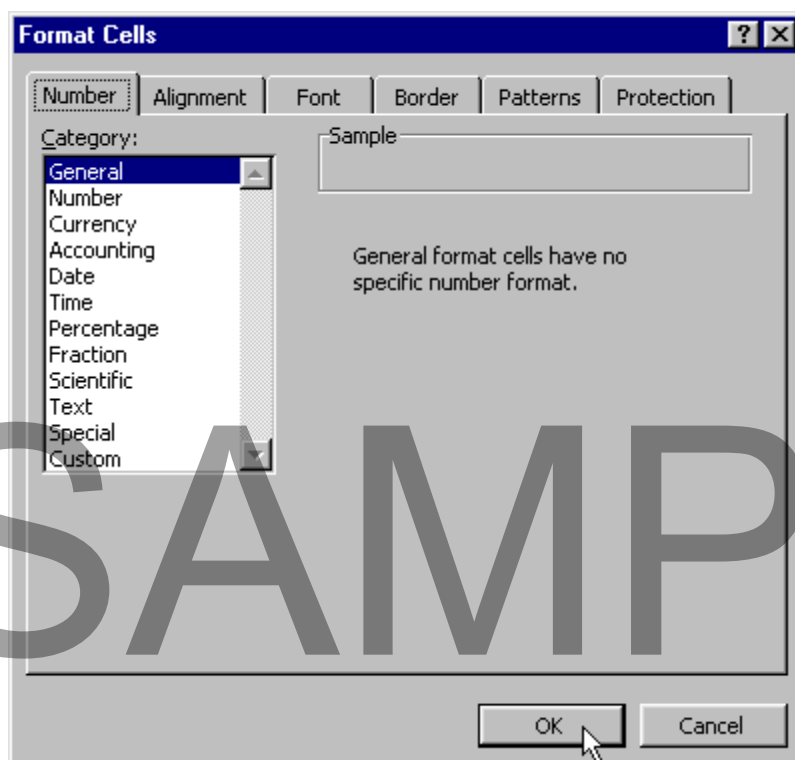 Format Cells
Number Alignment Font Border Patterns Protection
Category:
Sample
General
Number
Currency
Accounting
Date
Time
Percentage
Fraction
Scientific
Text
Special
Custom
General format cells have no
specific number format.
SAMP
OK Cancel